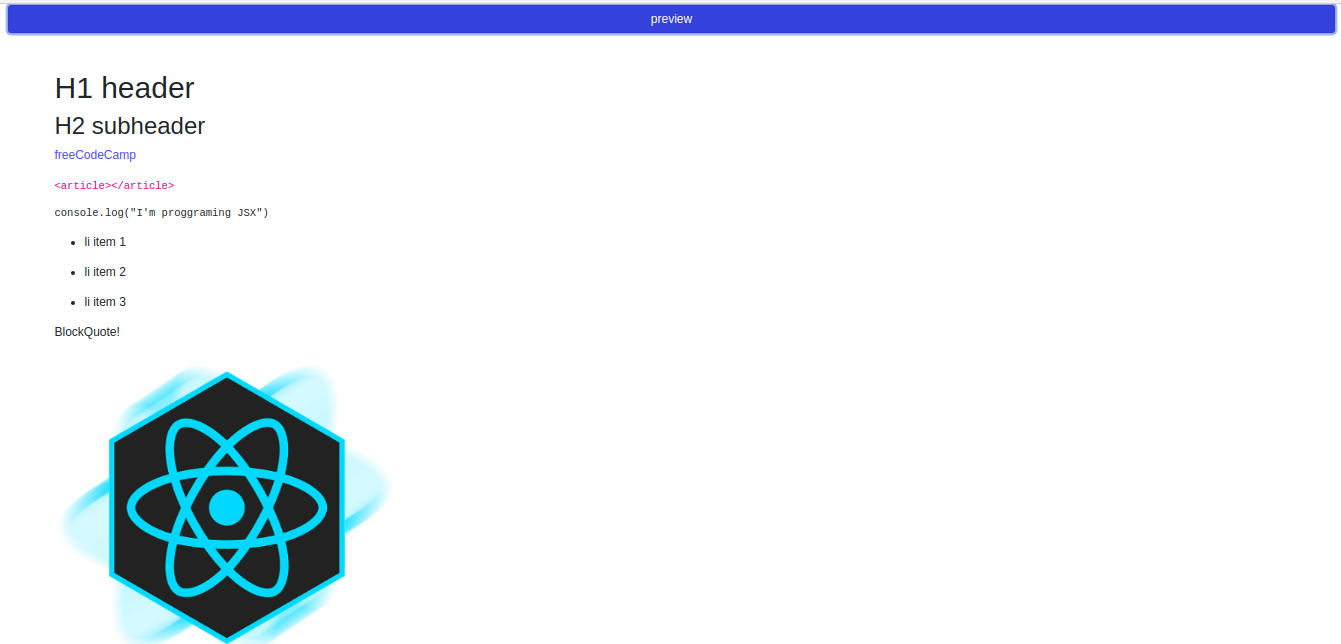 preview
H1 header
H2 subheader
freeCodeCamp
<article></article>
console.log("I'm proggraming JSX")
li item 1
li item 2
li item 3
BlockQuote!